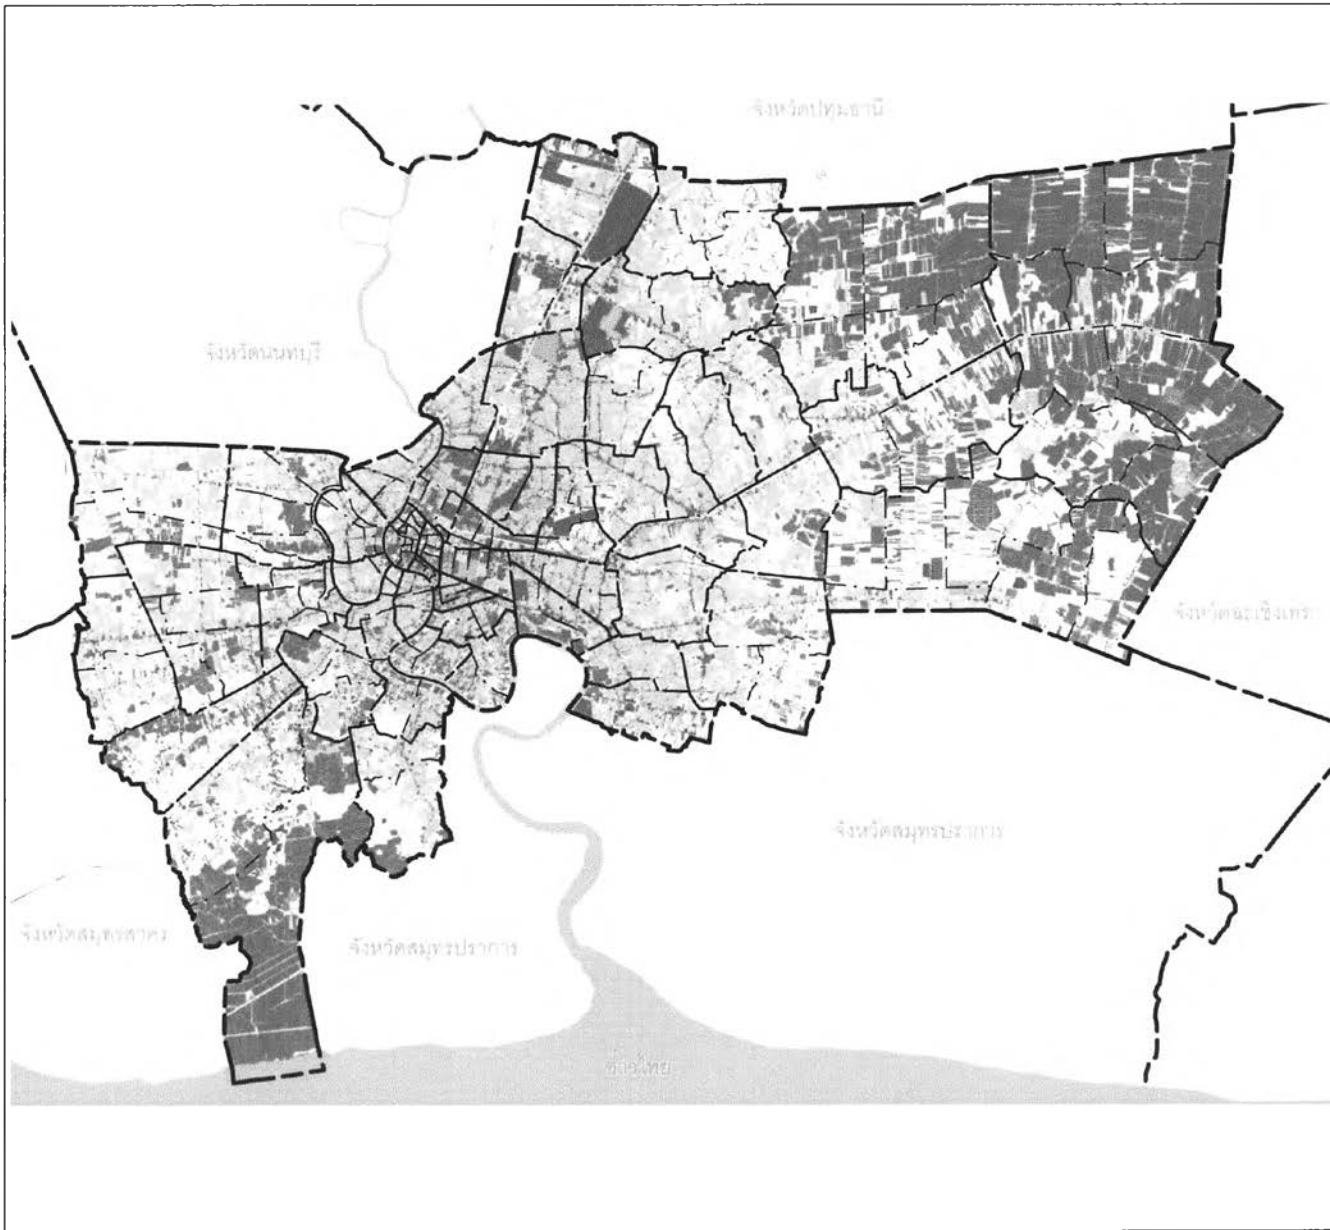 จังหวัดปทุมธานี
จังหวัดนนทบุรี
จังหวัดฉะเชิงเทรา
จังหวัดสมุทรปราการ
จังหวัดสมุทรสาคร
จังหวัดสมุทรปราการ
อ่าวไทย